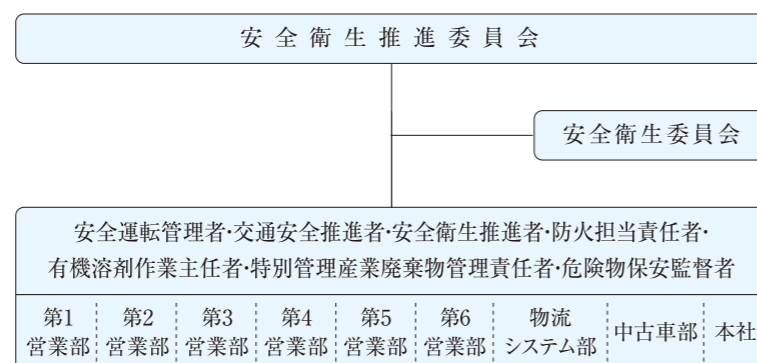 安全衛生推進委員会
安全衛生委員会
安全運転管理者・交通安全推進者・安全衛生推進者・防火担当責任者・
有機溶剤作業主任者・特別管理産業廃棄物管理責任者・危険物保安監督者
第1
営業部
第2
営業部
第3
営業部
第4
営業部
第5
営業部
第6
営業部
物流
システム部
中古車部
本社